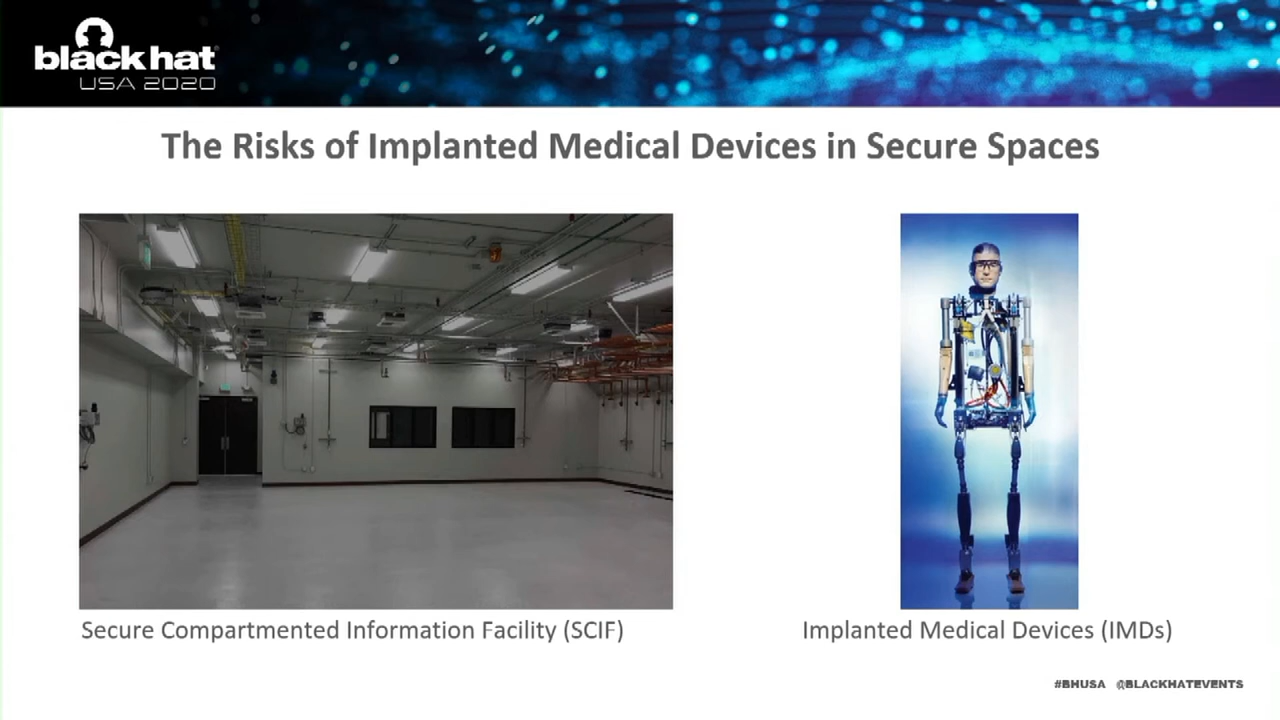 black hat
USA 2020
The Risks of Implanted Medical Devices in Secure Spaces
Secure Compartmented Information Facility (SCIF)
Implanted Medical Devices (IMDs)
#BHUSA @BLACKHATEVENTS